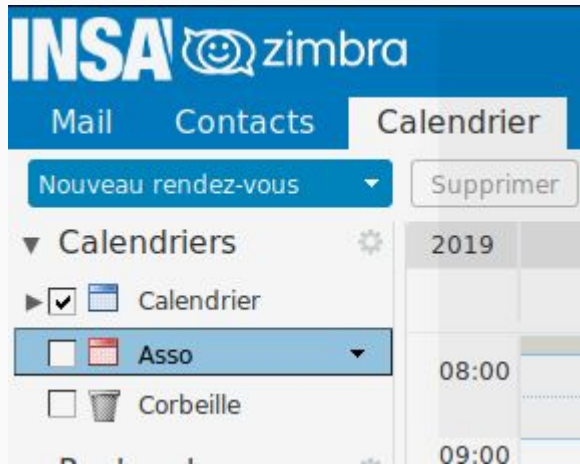 INSA zimbra
Mail Contacts Calendrier
Nouveau rendez-vous Supprimer
Calendriers
2019
Calendrier
Asso
08:00
Corbeille
09:00